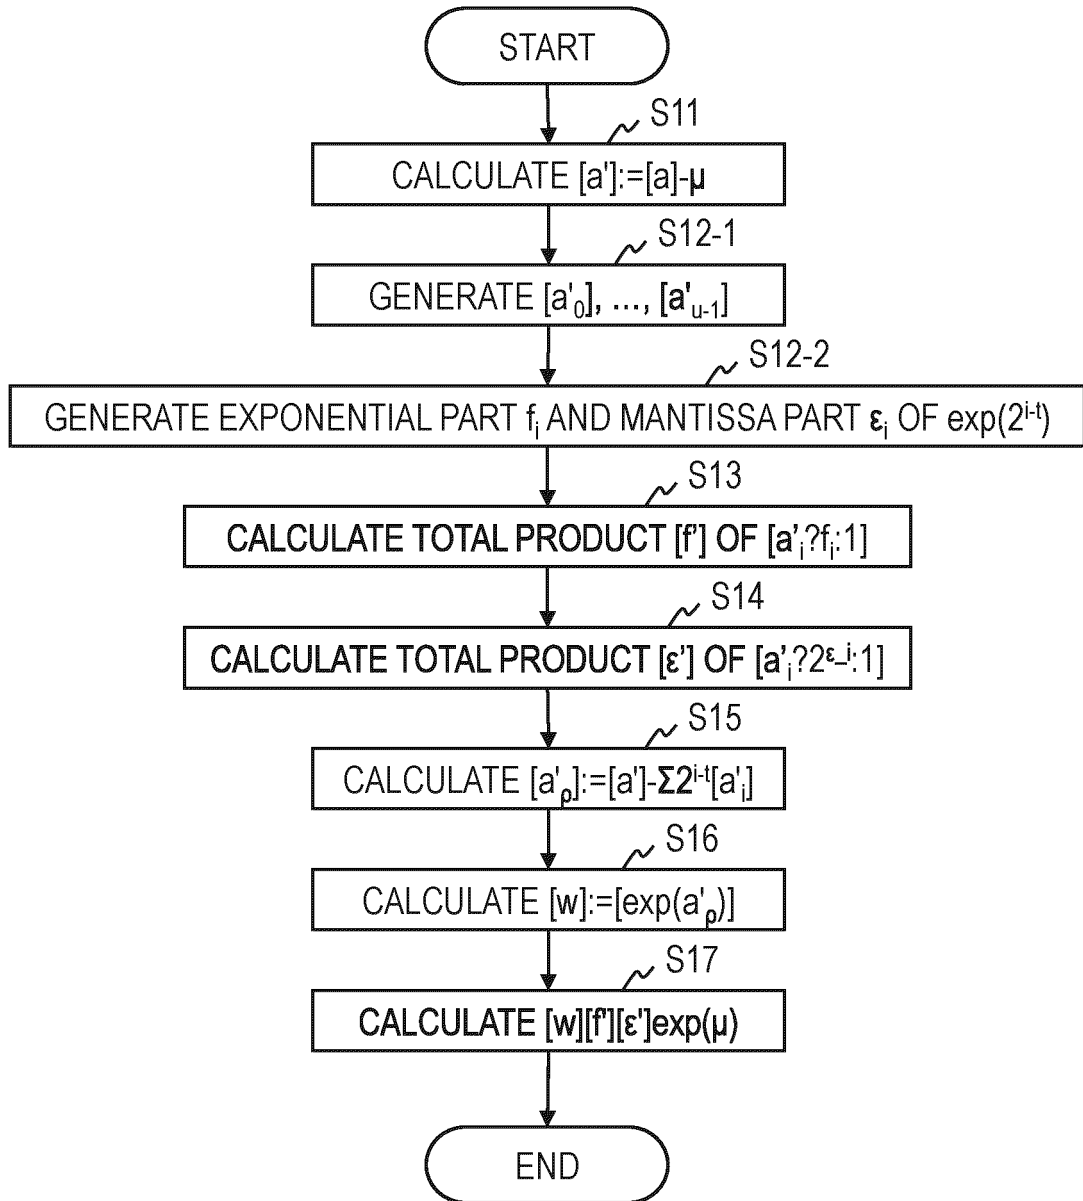 START
S11
CALCULATE [a']:=[a]-μ
S12-1
GENERATE [a'₀], ..., [a'ᵤ₋₁]
S12-2
GENERATE EXPONENTIAL PART fᵢ AND MANTISSA PART εᵢ OF exp(2ⁱ⁻ᵗ)
S13
CALCULATE TOTAL PRODUCT [f'] OF [a'ᵢ?fᵢ:1]
S14
CALCULATE TOTAL PRODUCT [ε'] OF [a'ᵢ?2^ε_i:1]
S15
CALCULATE [a'ᵨ]:=[a']-Σ2ⁱ⁻ᵗ[a'ᵢ]
S16
CALCULATE [w]:=[exp(a'ᵨ)]
S17
CALCULATE [w][f'][ε']exp(μ)
END